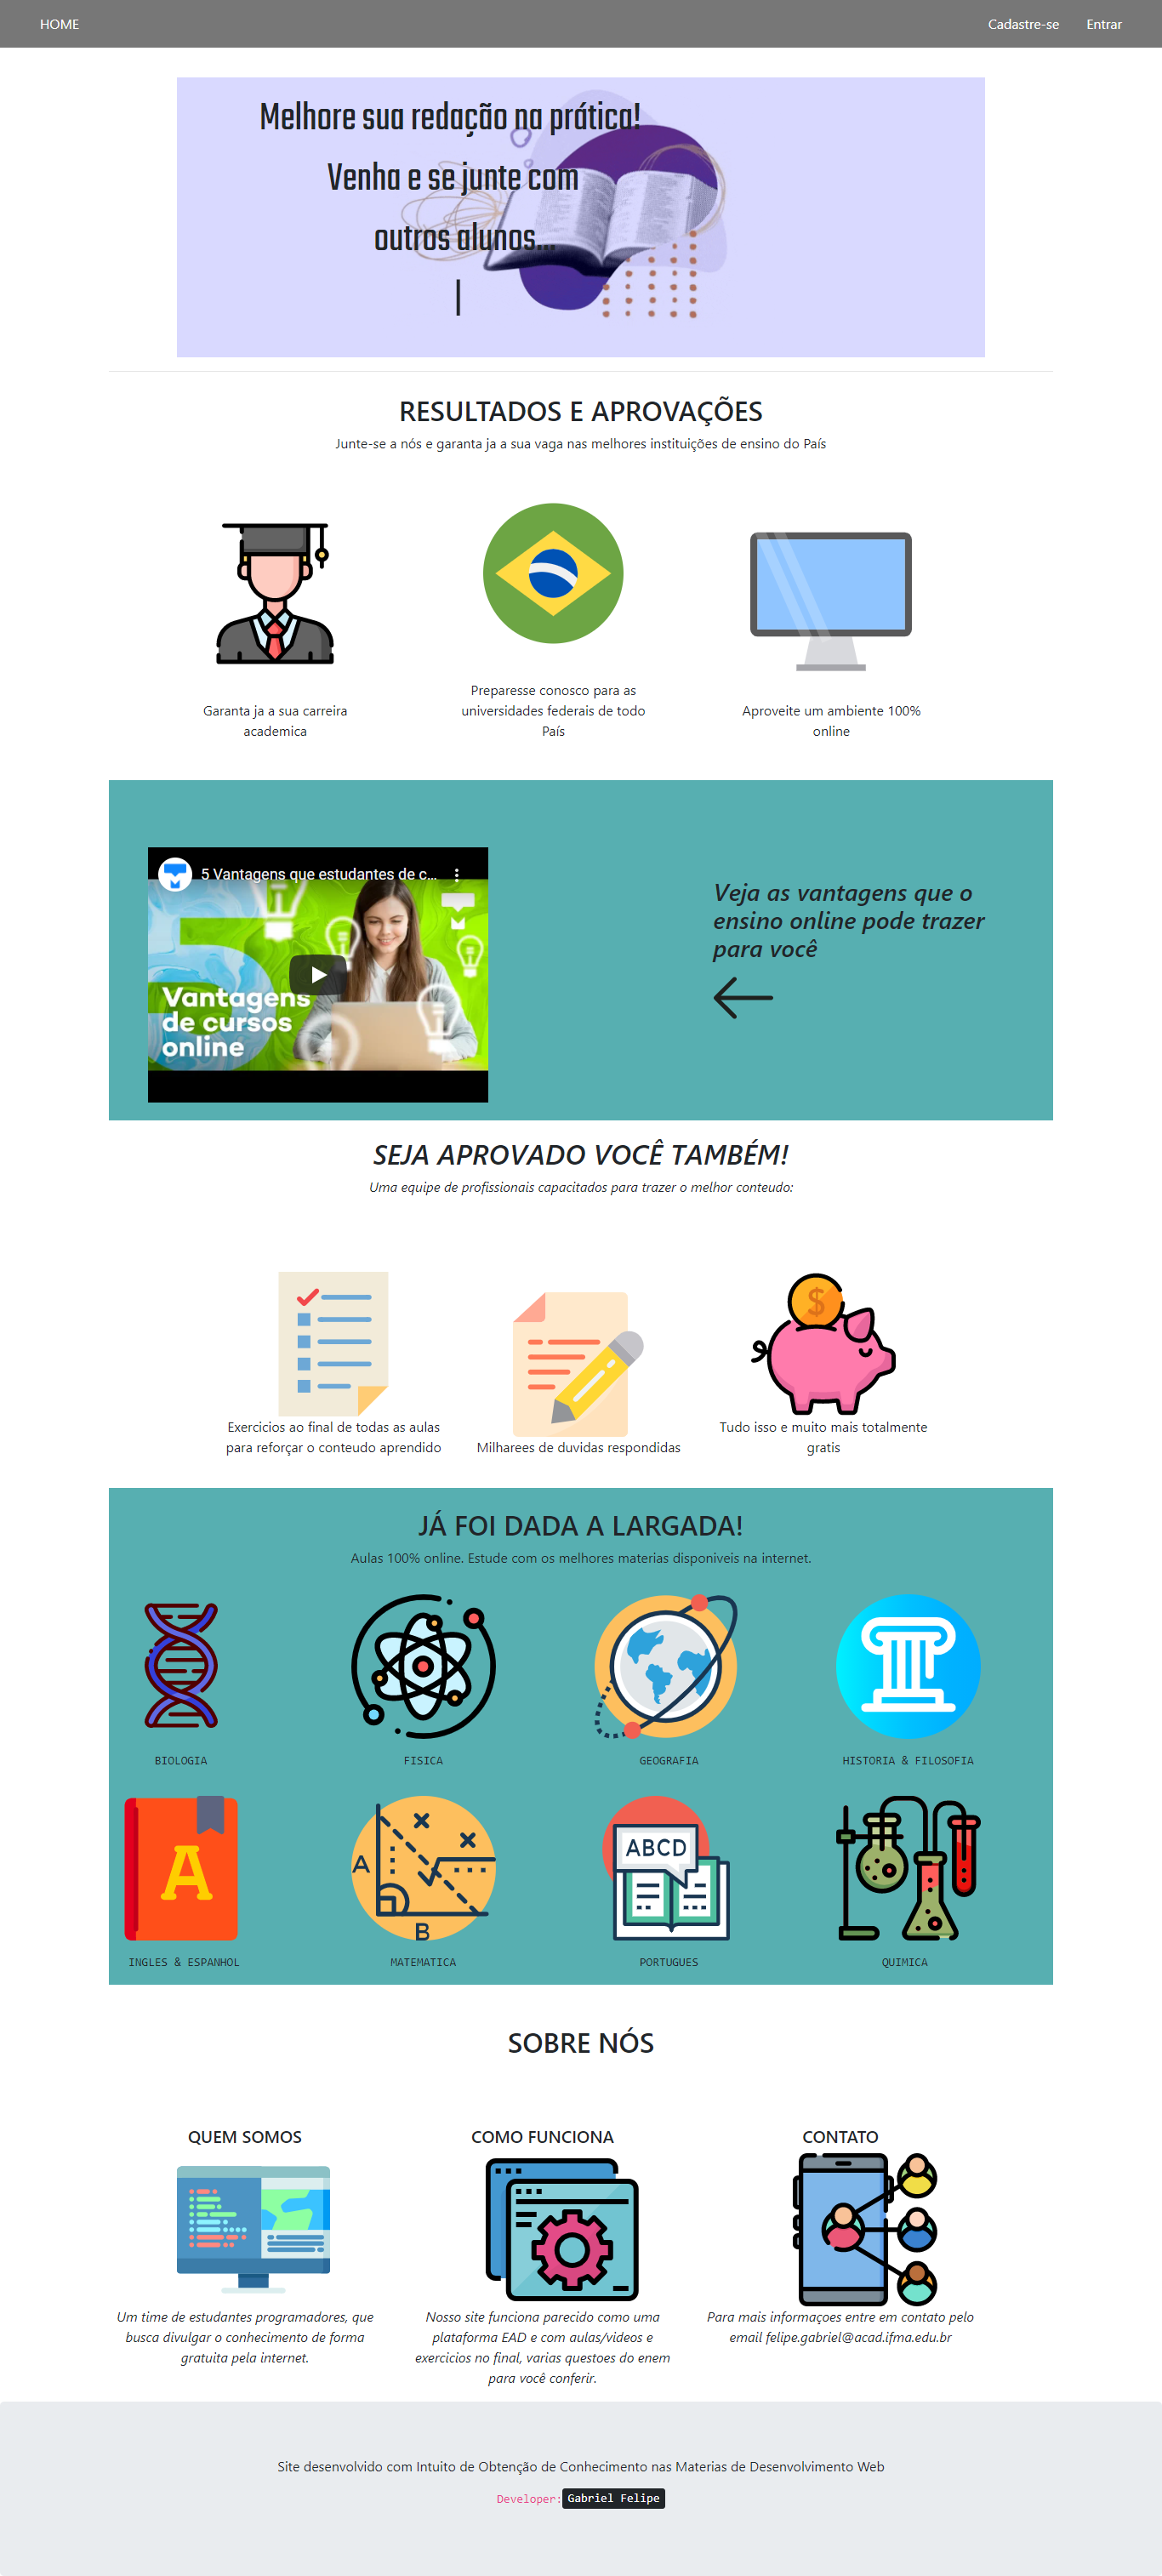 HOME
Cadastre-se
Entrar
Melhore sua redação na prática!
Venha e se junte com
outros alunos...
RESULTADOS E APROVAÇÕES
Junte-se a nós e garanta ja a sua vaga nas melhores instituições de ensino do País
Garanta ja a sua carreira
academica
Preparesse conosco para as
universidades federais de todo
País
Aproveite um ambiente 100%
online
5 Vantagens que estudantes de c...
5
Vantagens
de cursos
online
Veja as vantagens que o
ensino online pode trazer
para você
SEJA APROVADO VOCÊ TAMBÉM!
Uma equipe de profissionais capacitados para trazer o melhor conteudo:
$
Exercicios ao final de todas as aulas
para reforçar o conteudo aprendido
Milharees de duvidas respondidas
Tudo isso e muito mais totalmente
gratis
JÁ FOI DADA A LARGADA!
Aulas 100% online. Estude com os melhores materias disponiveis na internet.
BIOLOGIA
FISICA
GEOGRAFIA
HISTORIA & FILOSOFIA
A
A
B
ABCD
INGLES & ESPANHOL
MATEMATICA
PORTUGUES
QUIMICA
SOBRE NÓS
QUEM SOMOS
Um time de estudantes programadores, que
busca divulgar o conhecimento de forma
gratuita pela internet.
COMO FUNCIONA
Nosso site funciona parecido como uma
plataforma EAD e com aulas/videos e
exercicios no final, varias questoes do enem
para você conferir.
CONTATO
Para mais informaçoes entre em contato pelo
email felipe.gabriel@acad.ifma.edu.br
Site desenvolvido com Intuito de Obtenção de Conhecimento nas Materias de Desenvolvimento Web
Developer: Gabriel Felipe